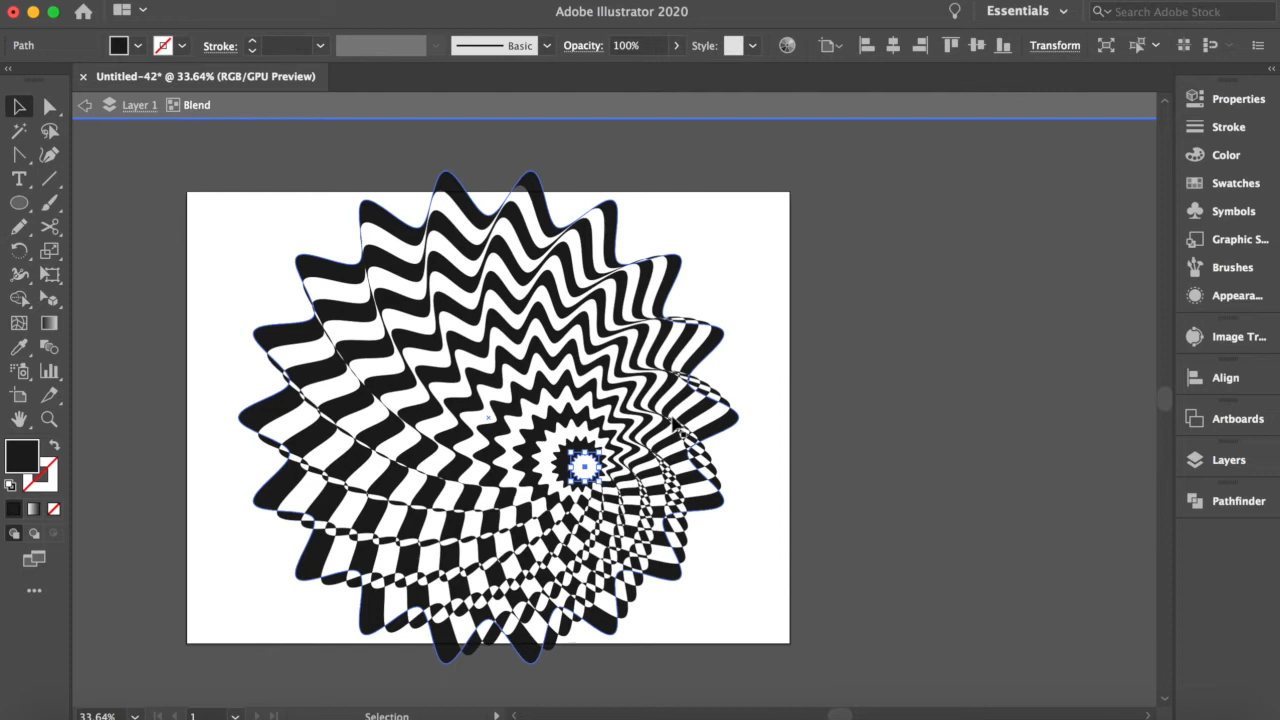 Adobe Illustrator 2020
Essentials
Search Adobe Stock
Path
Stroke:
Basic
Opacity:
100%
Style:
Transform
Untitled-42* @ 33.64% (RGB/GPU Preview)
Layer 1
Blend
Properties
Stroke
Color
Swatches
Symbols
Graphic S...
Brushes
Appeara...
Image Tr...
Align
Artboards
Layers
Pathfinder
33.64%
1
Selection